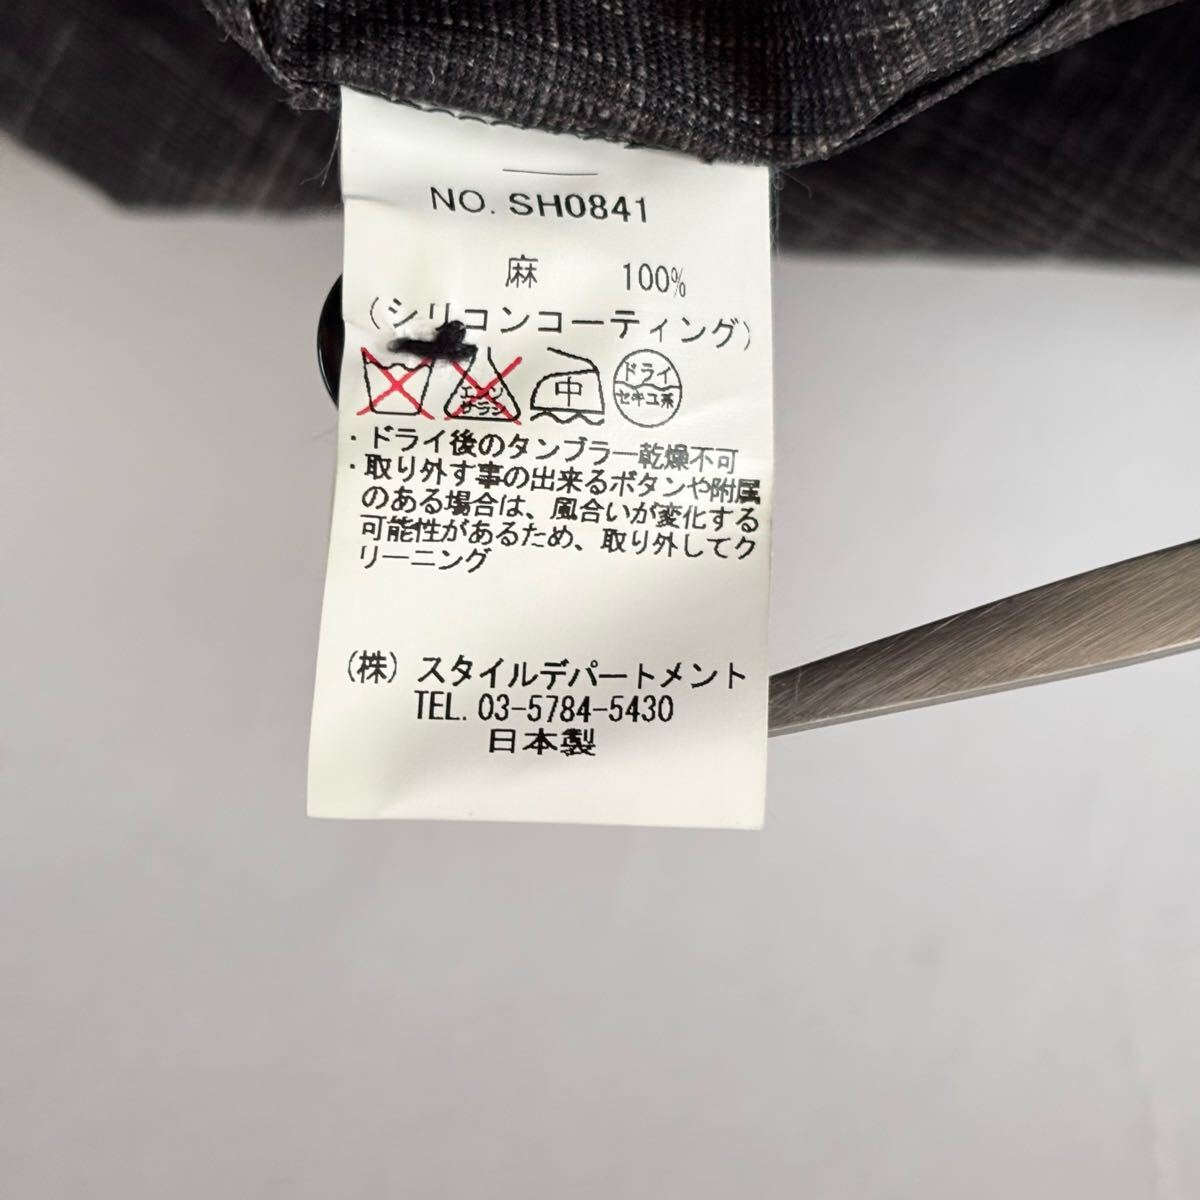 NO. SH0841
麻 100%
(シリコンコーティング)
エンソ サラシ 中 ドライ セキユ系
・ドライ後のタンブラー乾燥不可
・取り外す事の出来るボタンや附属
のある場合は、風合いが変化する
可能性があるため、取り外してク
リーニング
(株) スタイルデパートメント
TEL. 03-5784-5430
日本製